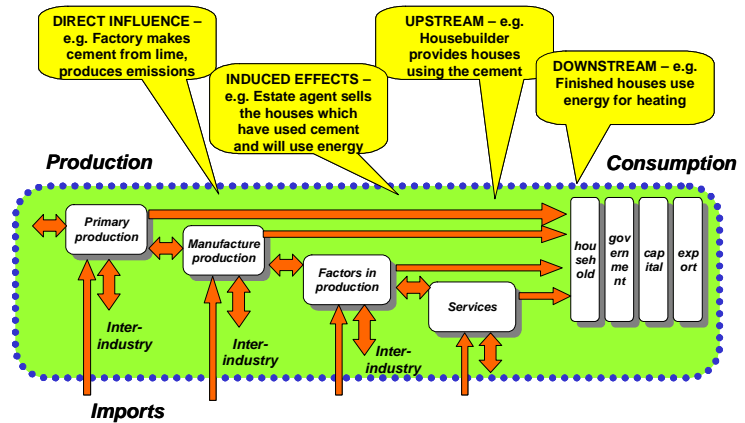 DIRECT INFLUENCE –
e.g. Factory makes
cement from lime,
produces emissions
INDUCED EFFECTS –
e.g. Estate agent sells
the houses which
have used cement
and will use energy
UPSTREAM – e.g.
Housebuilder
provides houses
using the cement
DOWNSTREAM – e.g.
Finished houses use
energy for heating
Production
Consumption
Primary
production
Manufacture
production
Factors in
production
Services
hou
seh
old
gov
ern
me
nt
cap
ital
exp
ort
Inter-
industry
Inter-
industry
Inter-
industry
Imports